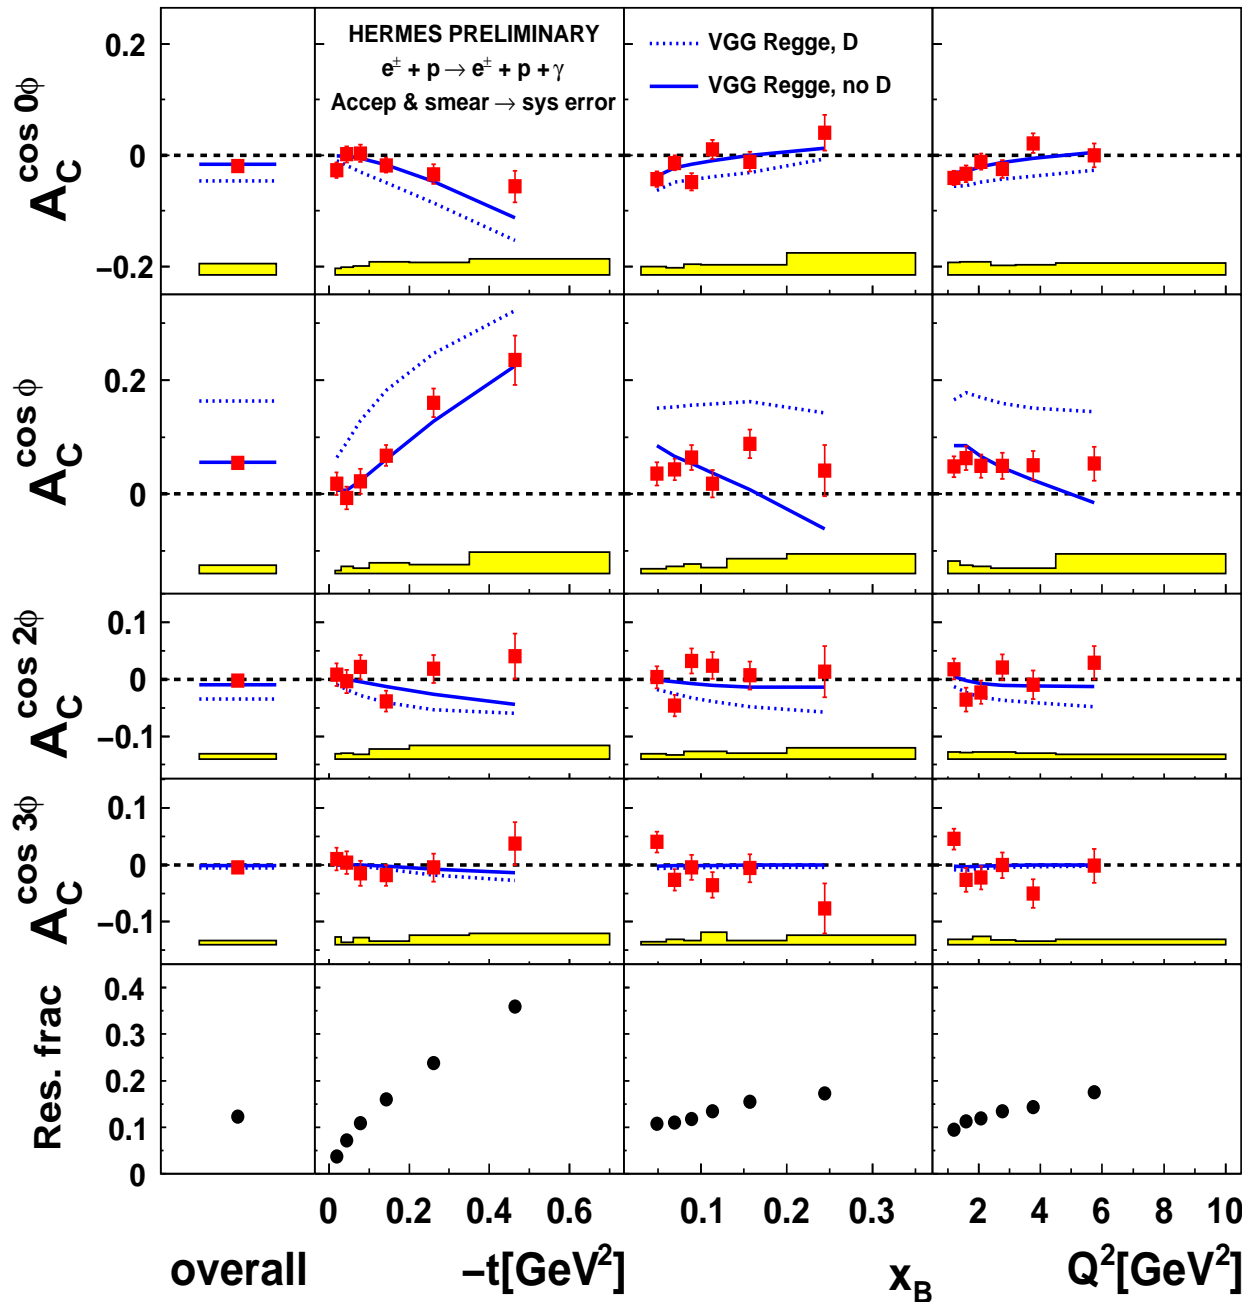 HERMES PRELIMINARY
e± + p → e± + p + γ
Accep & smear → sys error
VGG Regge, D
VGG Regge, no D
A_C^cos 0ϕ
0.2
0
−0.2
A_C^cos ϕ
0.2
0
A_C^cos 2ϕ
0.1
0
−0.1
A_C^cos 3ϕ
0.1
0
−0.1
Res. frac
0.4
0.3
0.2
0.1
0
0 0.2 0.4 0.6
0.1 0.2 0.3
2 4 6 8 10
overall
−t[GeV²]
x_B
Q²[GeV²]